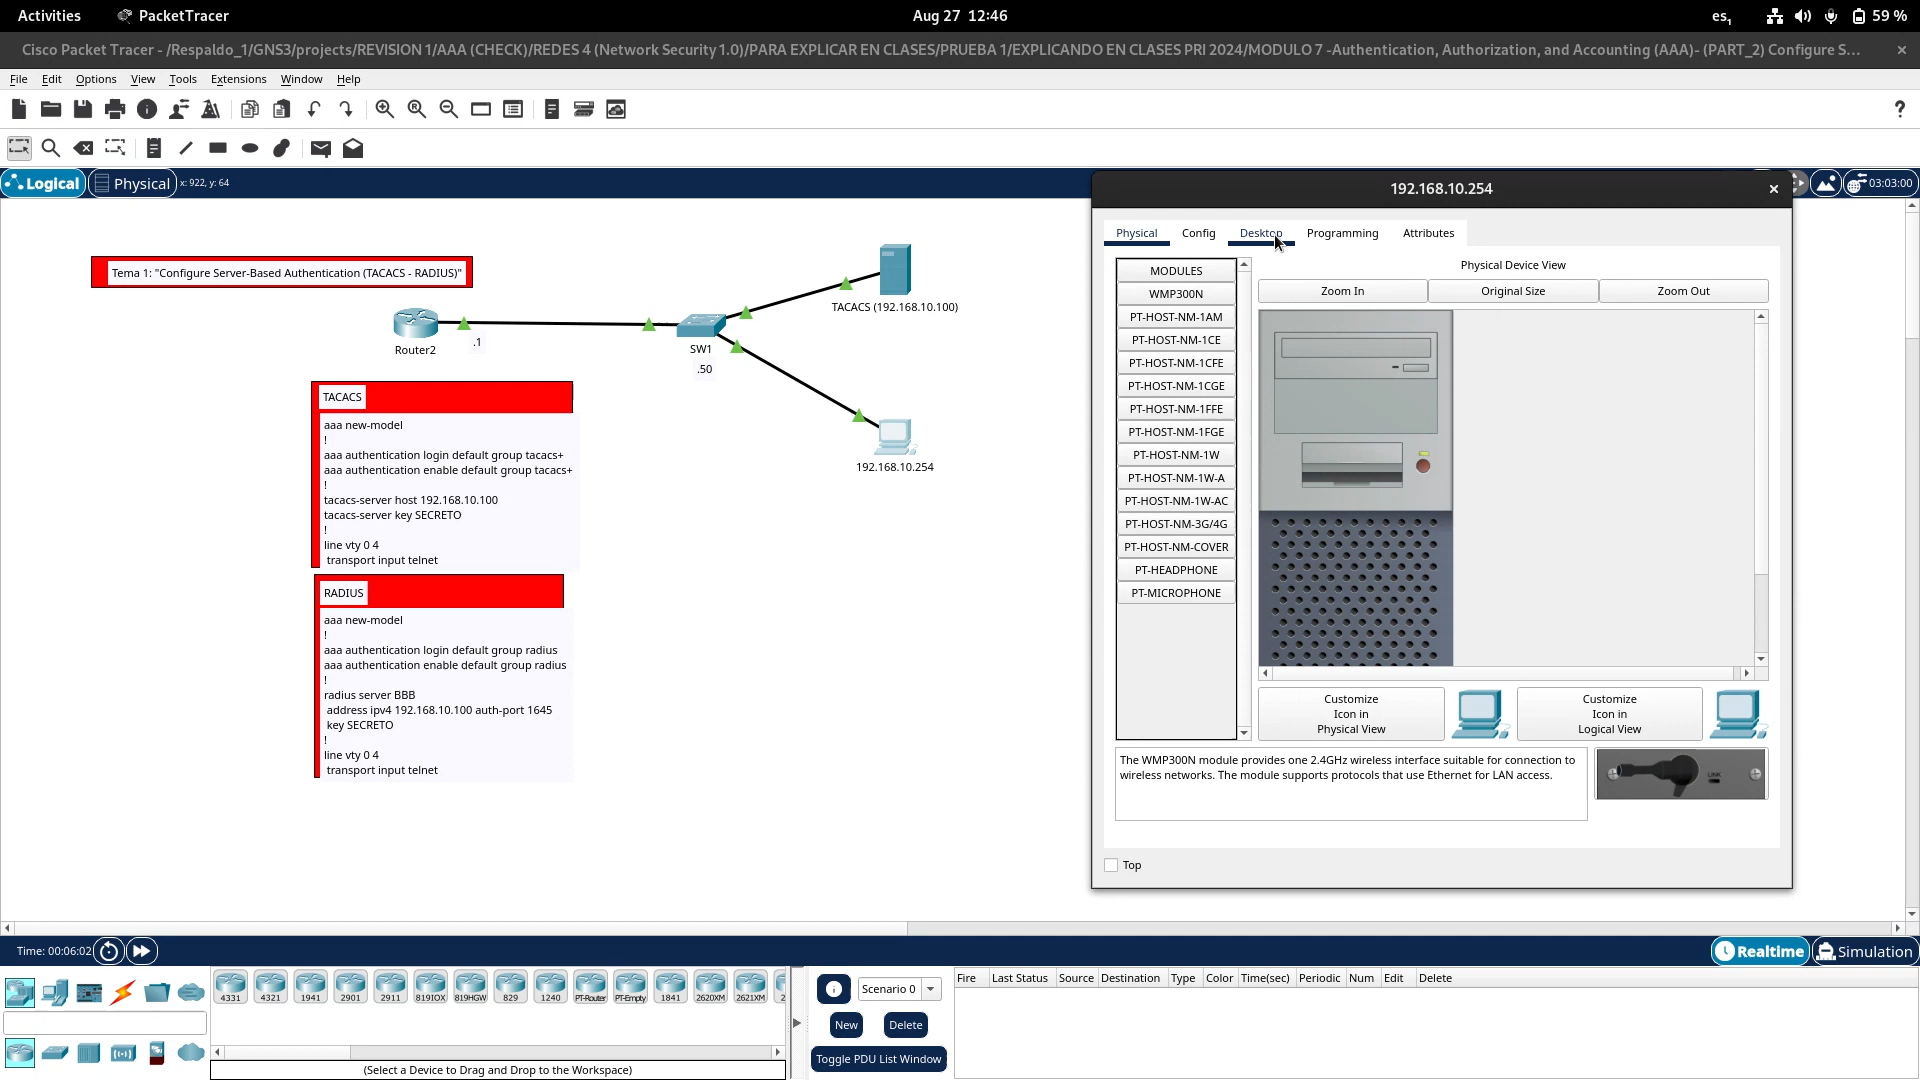 Activities
PacketTracer
Aug 27 12:46
es1
59 %
Cisco Packet Tracer - /Respaldo_1/GNS3/projects/REVISION 1/AAA (CHECK)/REDES 4 (Network Security 1.0)/PARA EXPLICAR EN CLASES/PRUEBA 1/EXPLICANDO EN CLASES PRI 2024/MODULO 7 -Authentication, Authorization, and Accounting (AAA)- (PART_2) Configure S...
File Edit Options View Tools Extensions Window Help
Logical
Physical
x: 922, y: 64
03:03:00
Tema 1: "Configure Server-Based Authentication (TACACS - RADIUS)"
Router2
.1
SW1
.50
TACACS (192.168.10.100)
192.168.10.254
TACACS
aaa new-model
!
aaa authentication login default group tacacs+
aaa authentication enable default group tacacs+
!
tacacs-server host 192.168.10.100
tacacs-server key SECRETO
!
line vty 0 4
transport input telnet
RADIUS
aaa new-model
!
aaa authentication login default group radius
aaa authentication enable default group radius
!
radius server BBB
address ipv4 192.168.10.100 auth-port 1645
key SECRETO
!
line vty 0 4
transport input telnet
192.168.10.254
Physical Config Desktop Programming Attributes
MODULES
WMP300N
PT-HOST-NM-1AM
PT-HOST-NM-1CE
PT-HOST-NM-1CFE
PT-HOST-NM-1CGE
PT-HOST-NM-1FFE
PT-HOST-NM-1FGE
PT-HOST-NM-1W
PT-HOST-NM-1W-A
PT-HOST-NM-1W-AC
PT-HOST-NM-3G/4G
PT-HOST-NM-COVER
PT-HEADPHONE
PT-MICROPHONE
Physical Device View
Zoom In
Original Size
Zoom Out
Customize
Icon in
Physical View
Customize
Icon in
Logical View
The WMP300N module provides one 2.4GHz wireless interface suitable for connection to
wireless networks. The module supports protocols that use Ethernet for LAN access.
LINK
Top
Time: 00:06:02
Realtime
Simulation
4331 4321 1941 2901 2911 819IOX 819HGW 829 1240 PT-Router PT-Empty 1841 2620XM 2621XM 2
(Select a Device to Drag and Drop to the Workspace)
Scenario 0
New
Delete
Toggle PDU List Window
Fire Last Status Source Destination Type Color Time(sec) Periodic Num Edit Delete